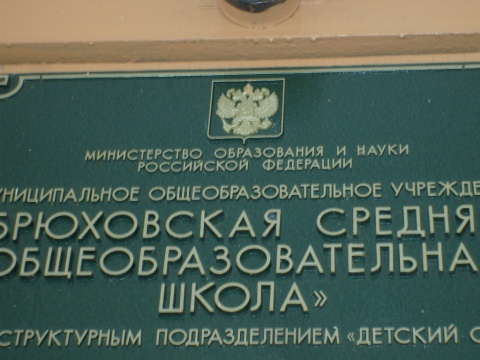 МИНИСТЕРСТВО ОБРАЗОВАНИЯ И НАУКИ
РОССИЙСКОЙ ФЕДЕРАЦИИ
УНИЦИПАЛЬНОЕ ОБЩЕОБРАЗОВАТЕЛЬНОЕ УЧРЕЖДЕ
БРЮХОВСКАЯ СРЕДНЯ
ОБЩЕОБРАЗОВАТЕЛЬНА
ШКОЛА»
СТРУКТУРНЫМ ПОДРАЗДЕЛЕНИЕМ «ДЕТСКИЙ С